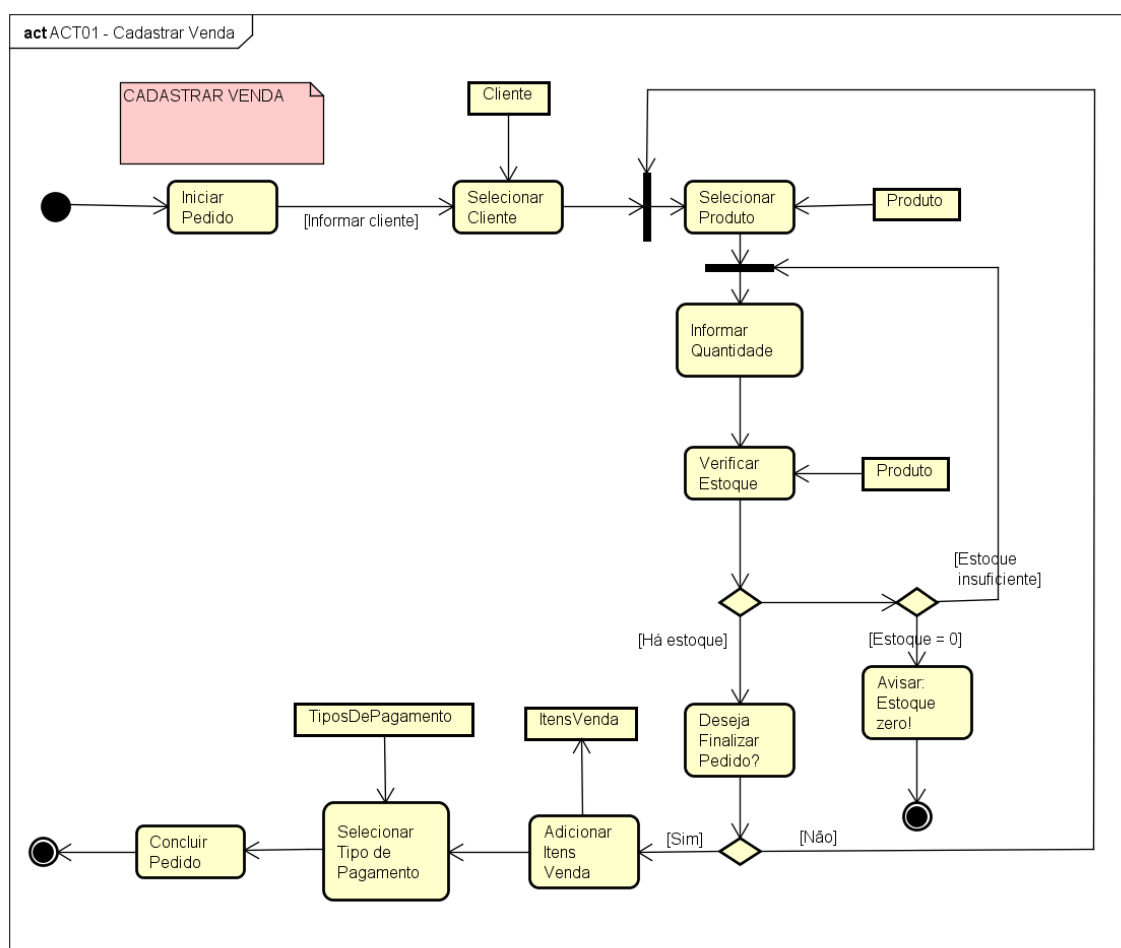 act ACT01 - Cadastrar Venda
CADASTRAR VENDA
Cliente
Iniciar
Pedido
[Informar cliente]
Selecionar
Cliente
Selecionar
Produto
Produto
Informar
Quantidade
Verificar
Estoque
Produto
[Estoque
insuficiente]
[Há estoque]
[Estoque = 0]
Avisar:
Estoque
zero!
TiposDePagamento
ItensVenda
Deseja
Finalizar
Pedido?
Concluir
Pedido
Selecionar
Tipo de
Pagamento
Adicionar
Itens
Venda
[Sim]
[Não]